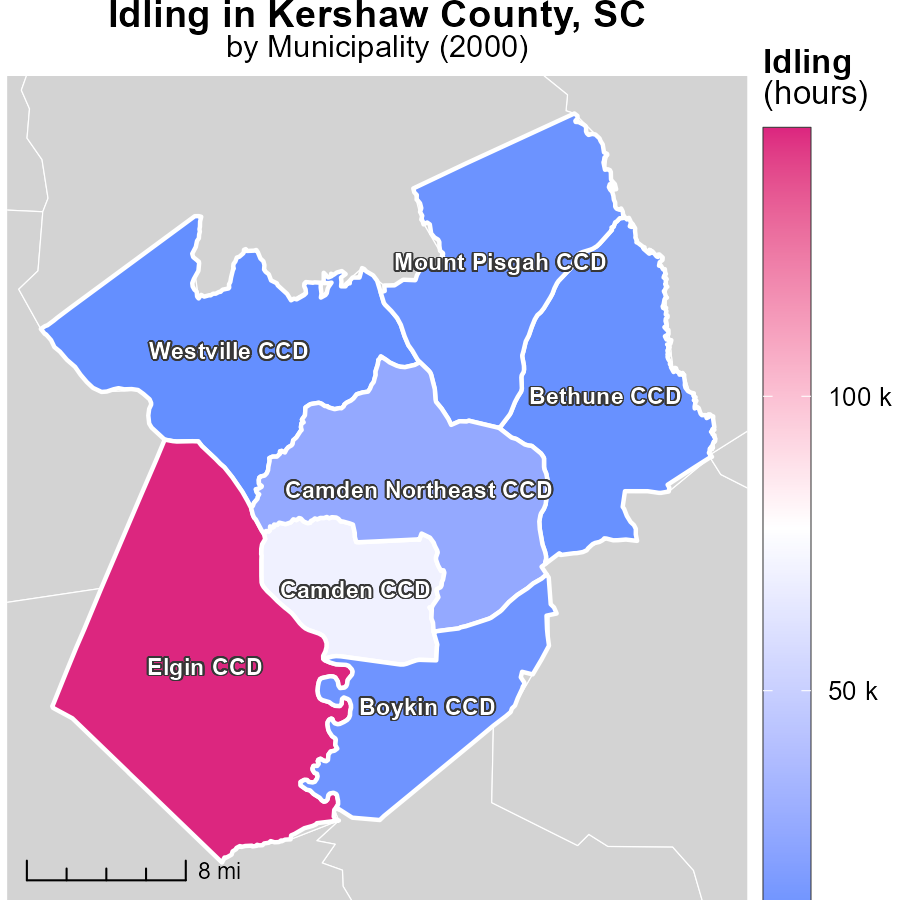 Idling in Kershaw County, SC
by Municipality (2000)
Idling
(hours)
Mount Pisgah CCD
Westville CCD
Bethune CCD
100 k
Camden Northeast CCD
Camden CCD
Elgin CCD
50 k
Boykin CCD
8 mi